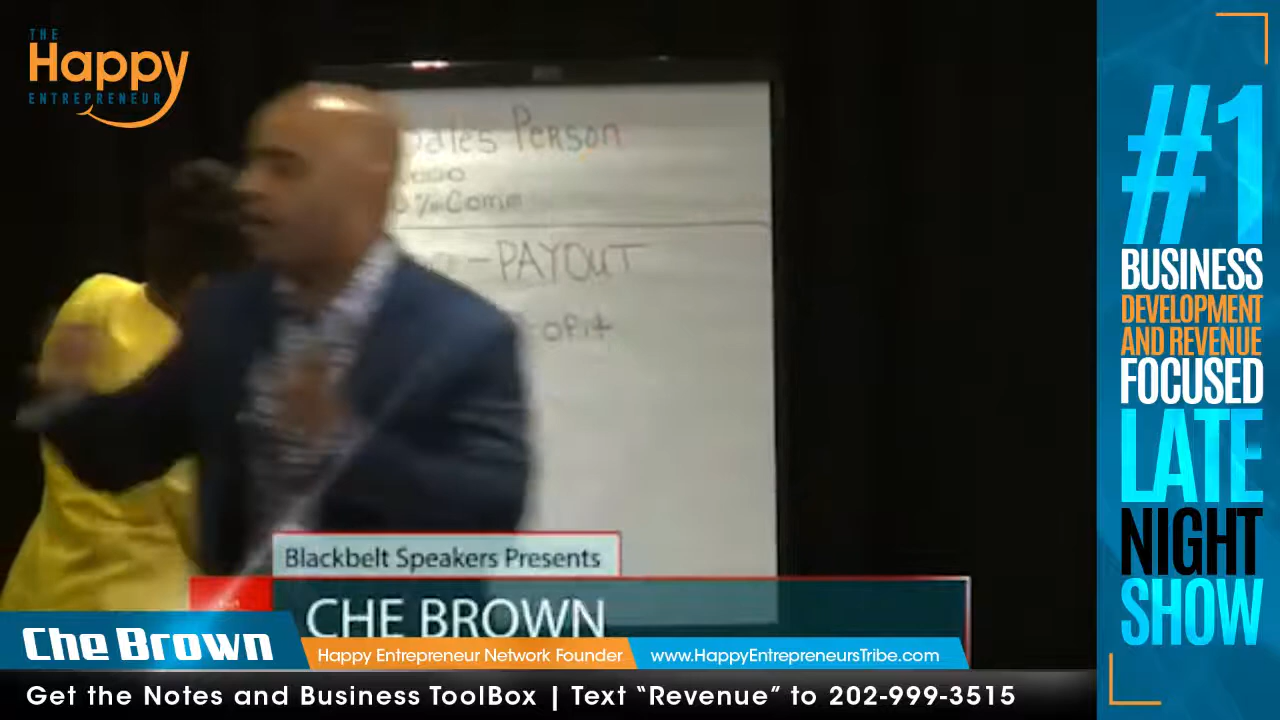 THE
Happy
ENTREPRENEUR
Person
% Comm
- PAYOUT
Blackbelt Speakers Presents
CHE BROWN
Che Brown
Happy Entrepreneur Network Founder
www.HappyEntrepreneursTribe.com
Get the Notes and Business ToolBox | Text “Revenue” to 202-999-3515
#1
BUSINESS
DEVELOPMENT
AND REVENUE
FOCUSED
LATE
NIGHT
SHOW